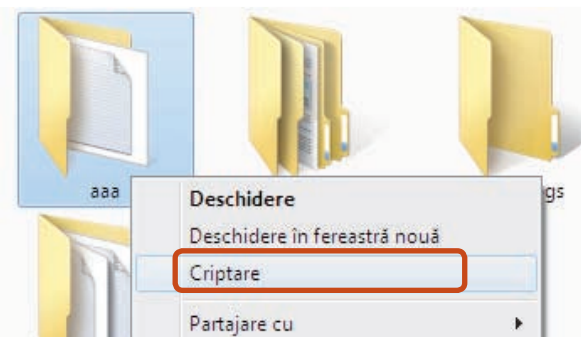 aaa
gs
Deschidere
Deschidere în fereastră nouă
Criptare
Partajare cu